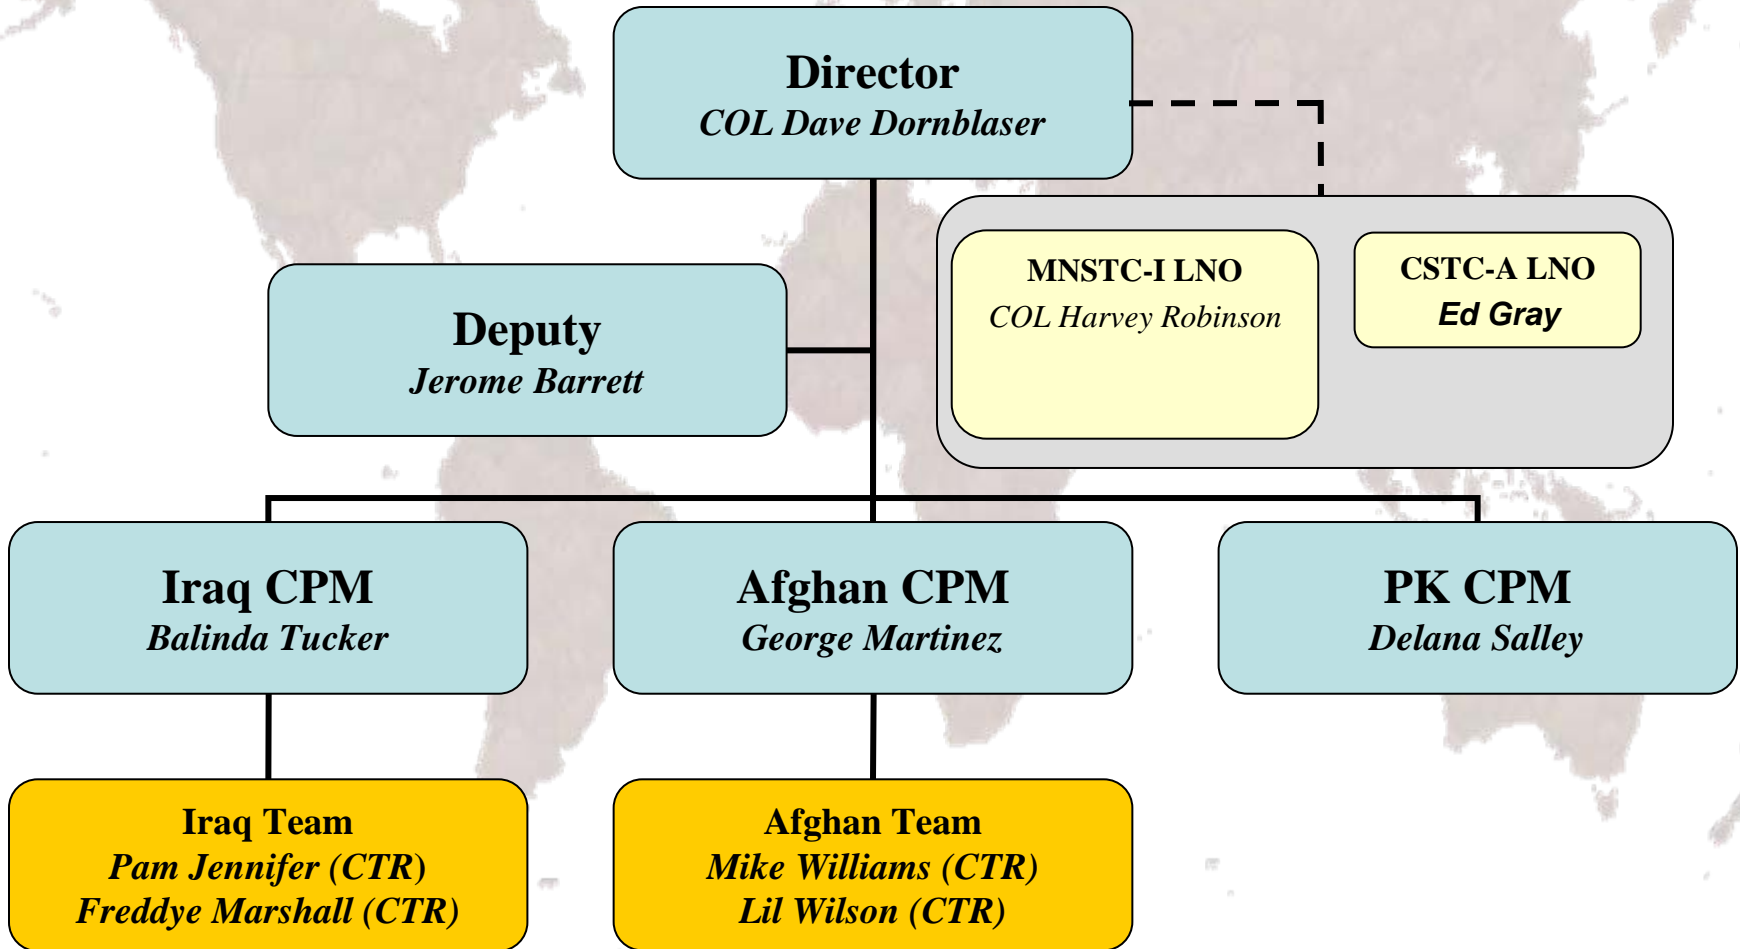 Director
COL Dave Dornblaser
MNSTC-I LNO
COL Harvey Robinson
CSTC-A LNO
Ed Gray
Deputy
Jerome Barrett
Iraq CPM
Balinda Tucker
Afghan CPM
George Martinez
PK CPM
Delana Salley
Iraq Team
Pam Jennifer (CTR)
Freddye Marshall (CTR)
Afghan Team
Mike Williams (CTR)
Lil Wilson (CTR)